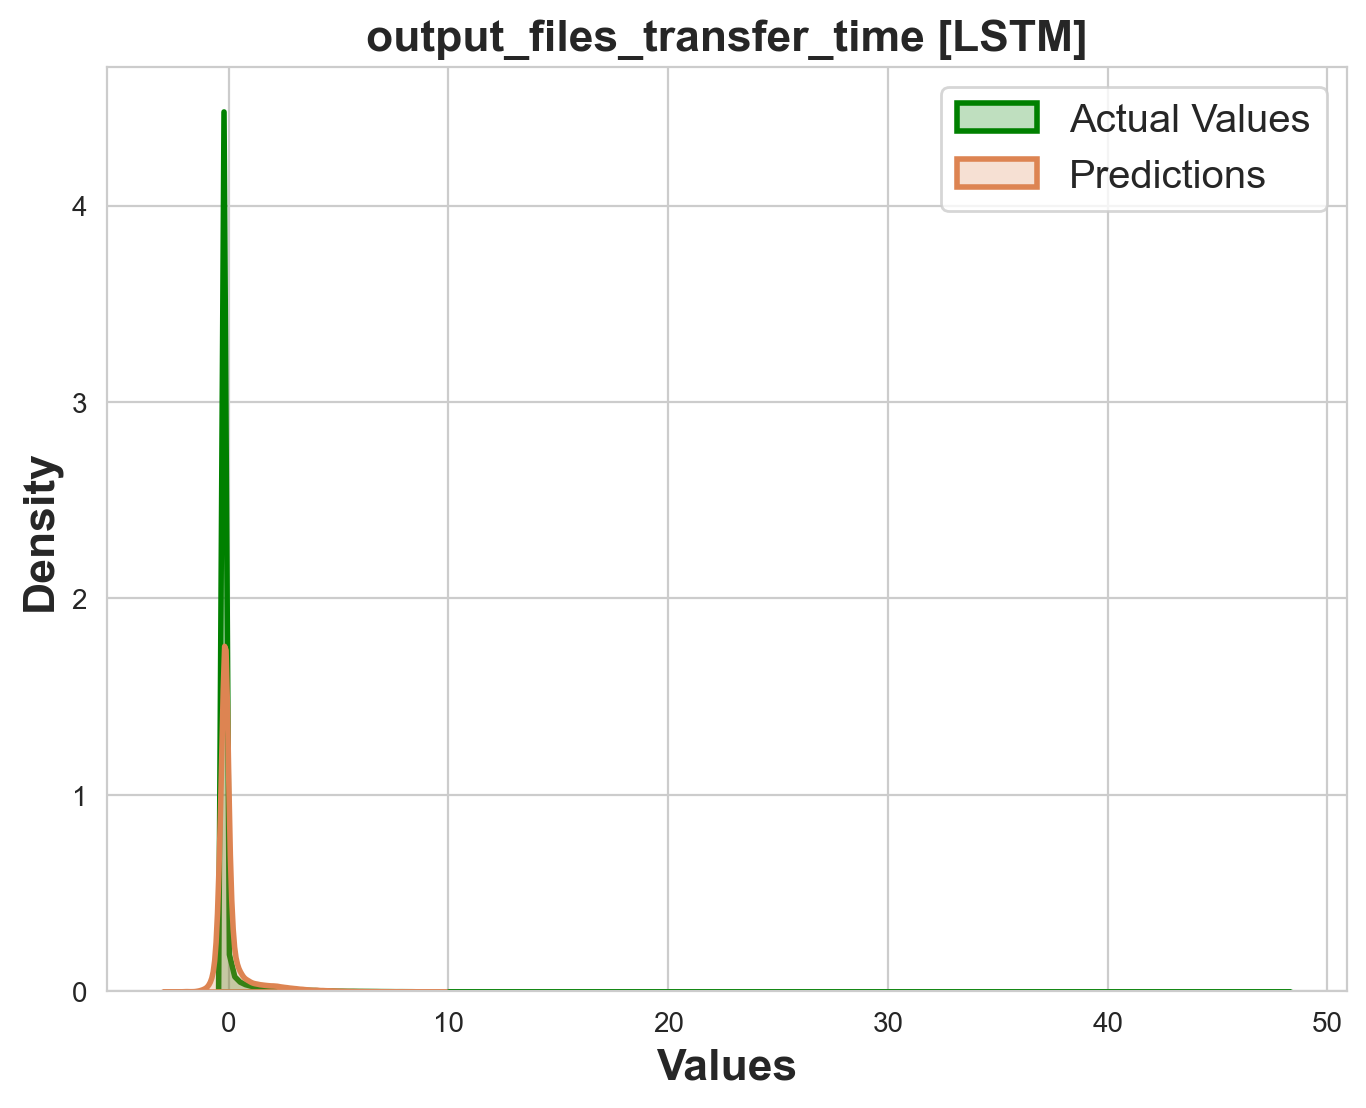 output_files_transfer_time [LSTM]
Actual Values
Predictions
Density
4
3
2
1
0
0 10 20 30 40 50
Values